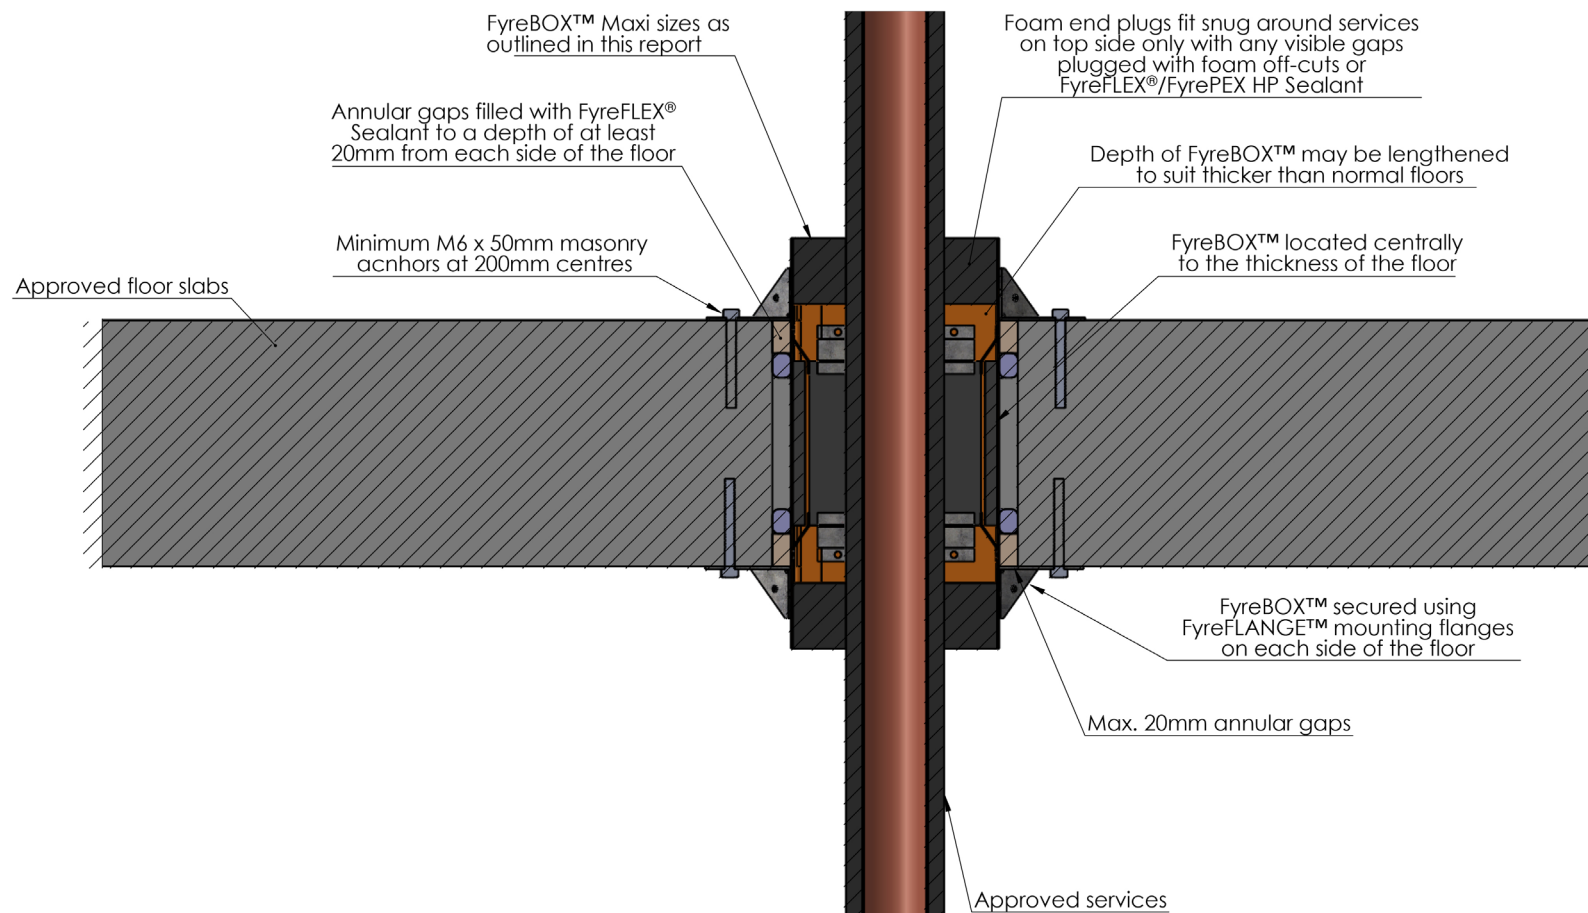 FyreBOX™ Maxi sizes as
outlined in this report
Foam end plugs fit snug around services
on top side only with any visible gaps
plugged with foam off-cuts or
FyreFLEX®/FyrePEX HP Sealant
Annular gaps filled with FyreFLEX®
Sealant to a depth of at least
20mm from each side of the floor
Depth of FyreBOX™ may be lengthened
to suit thicker than normal floors
Minimum M6 x 50mm masonry
acnhors at 200mm centres
FyreBOX™ located centrally
to the thickness of the floor
Approved floor slabs
FyreBOX™ secured using
FyreFLANGE™ mounting flanges
on each side of the floor
Max. 20mm annular gaps
Approved services